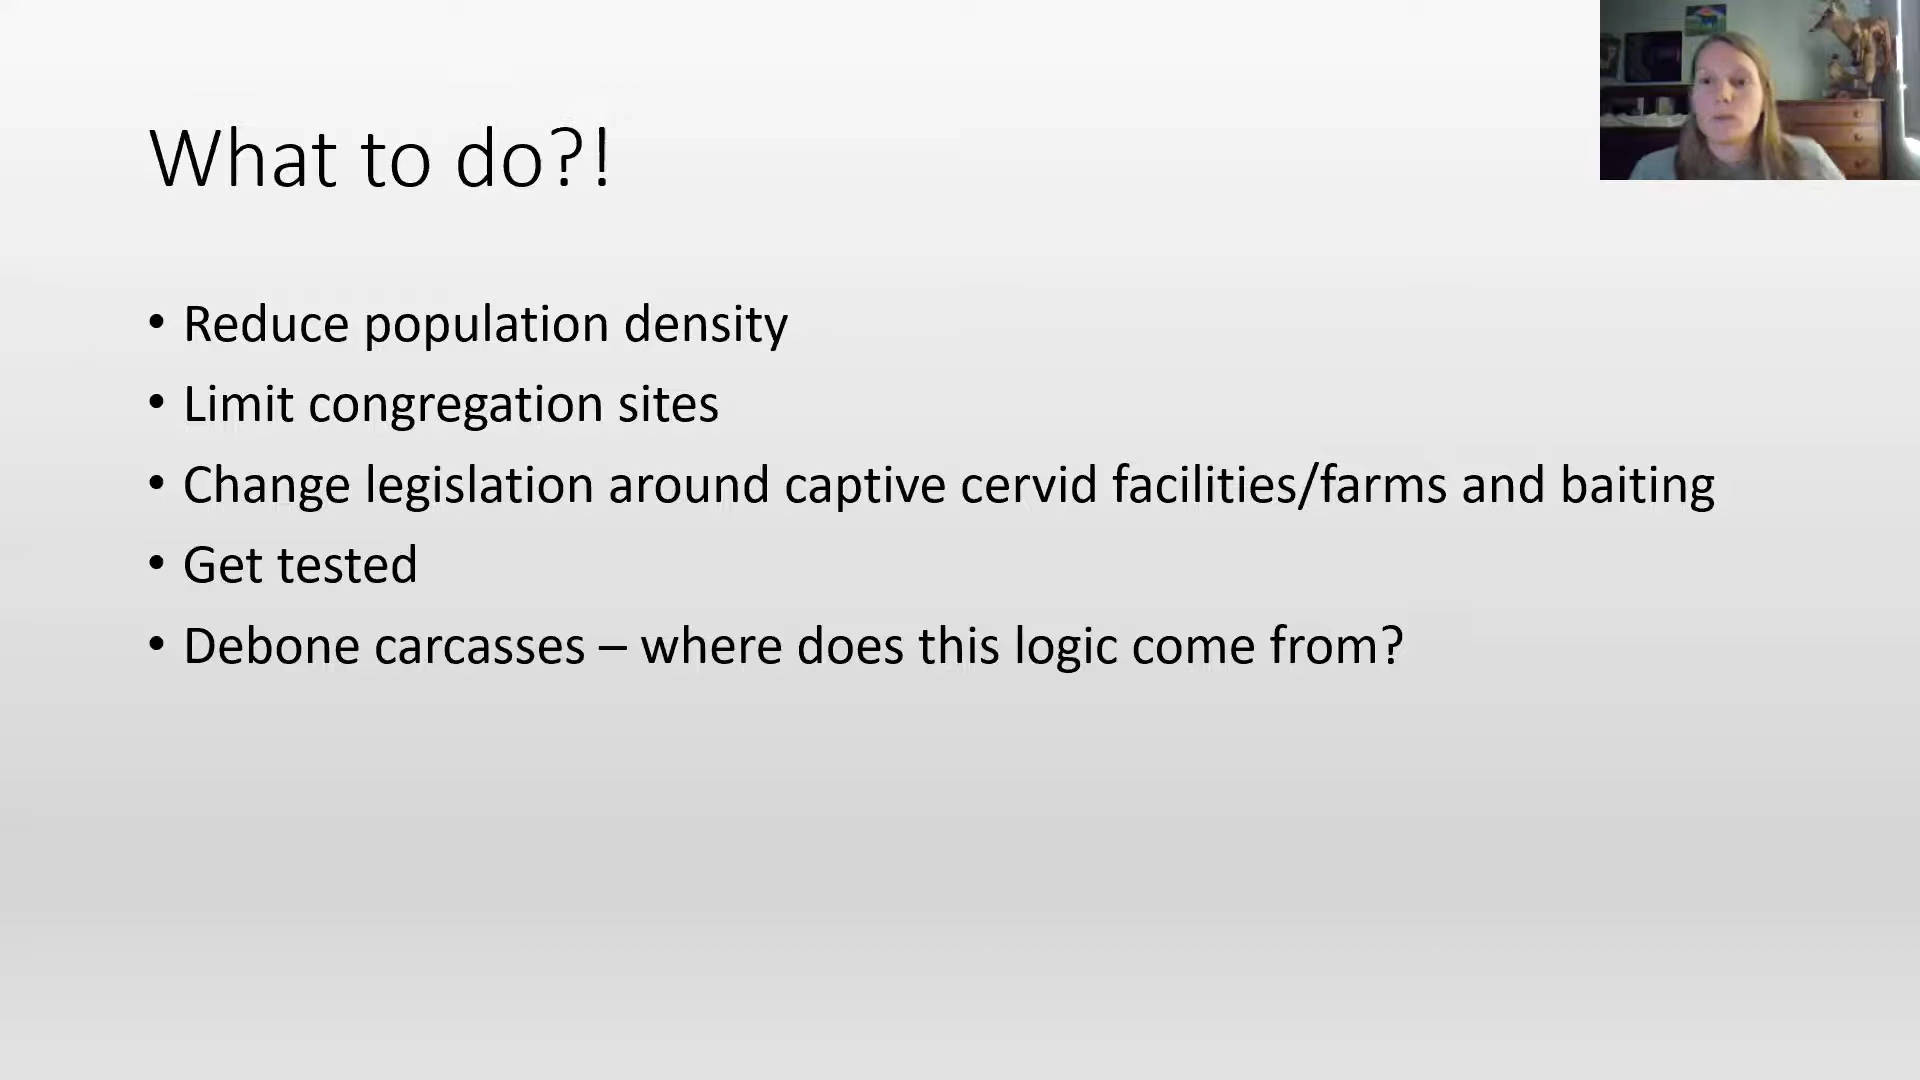 What to do?!
• Reduce population density
• Limit congregation sites
• Change legislation around captive cervid facilities/farms and baiting
• Get tested
• Debone carcasses – where does this logic come from?